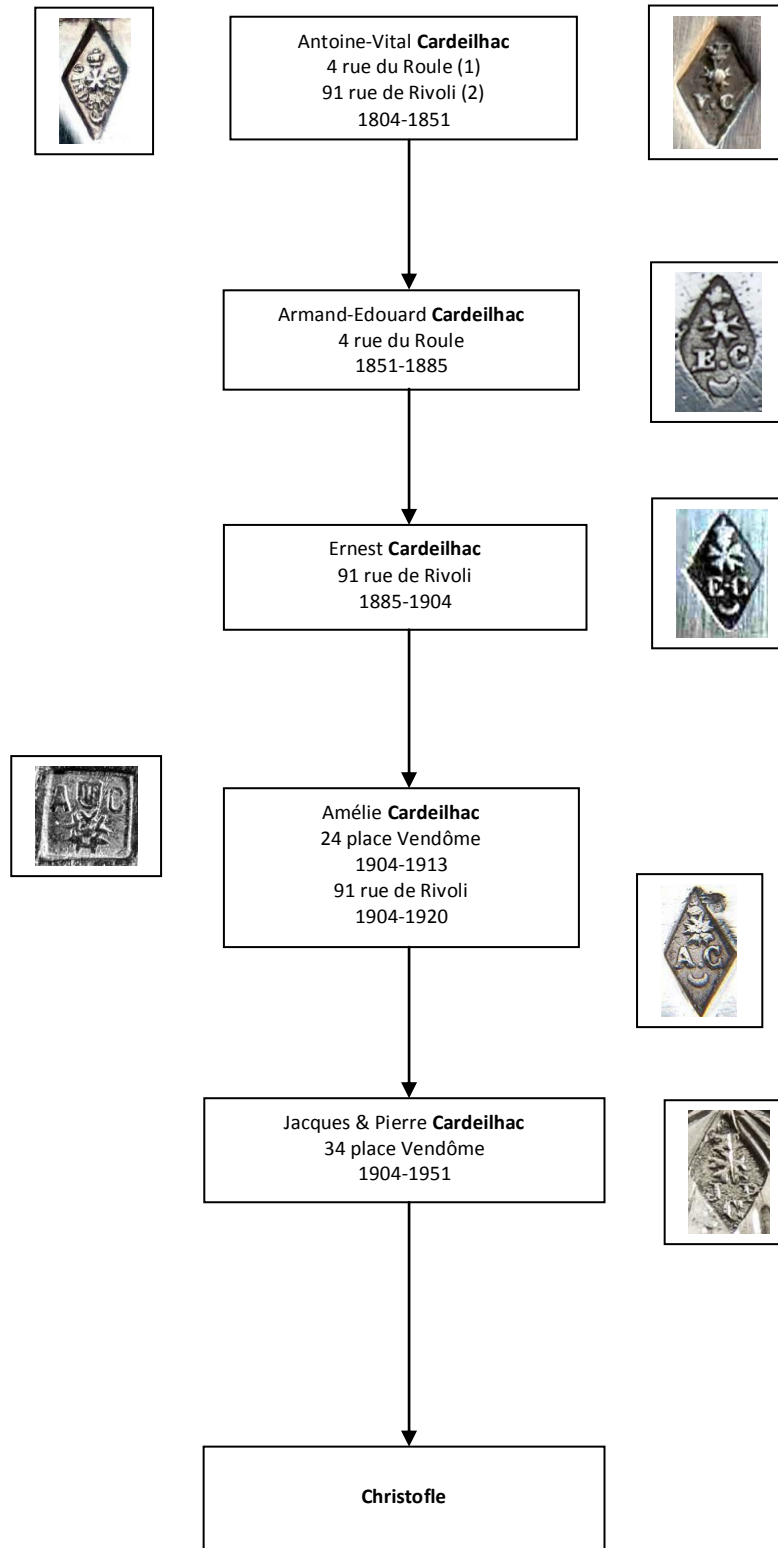 Antoine-Vital Cardeilhac
4 rue du Roule (1)
91 rue de Rivoli (2)
1804-1851
V. C
Armand-Edouard Cardeilhac
4 rue du Roule
1851-1885
E. C
Ernest Cardeilhac
91 rue de Rivoli
1885-1904
E. C
Amélie Cardeilhac
24 place Vendôme
1904-1913
91 rue de Rivoli
1904-1920
A C
A. C
Jacques & Pierre Cardeilhac
34 place Vendôme
1904-1951
Christofle